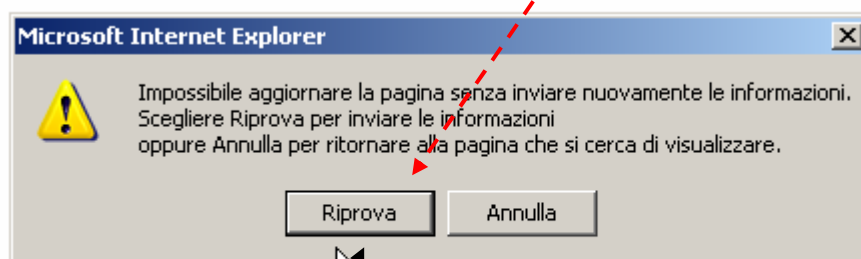 Microsoft Internet Explorer
Impossibile aggiornare la pagina senza inviare nuovamente le informazioni.
Scegliere Riprova per inviare le informazioni
oppure Annulla per ritornare alla pagina che si cerca di visualizzare.
Riprova Annulla